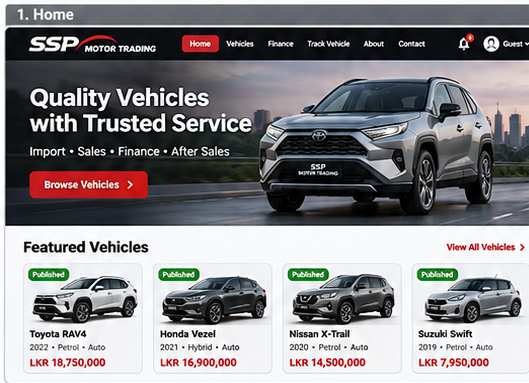 1. Home
SSP MOTOR TRADING
Home Vehicles Finance Track Vehicle About Contact Guest
Quality Vehicles
with Trusted Service
Import • Sales • Finance • After Sales
SSP
MOTOR TRADING
Browse Vehicles
Featured Vehicles View All Vehicles
Published Published Published Published
Toyota RAV4 Honda Vezel Nissan X-Trail Suzuki Swift
2022 • Petrol • Auto 2021 • Hybrid • Auto 2020 • Petrol • Auto 2019 • Petrol • Auto
LKR 18,750,000 LKR 16,900,000 LKR 14,500,000 LKR 7,950,000